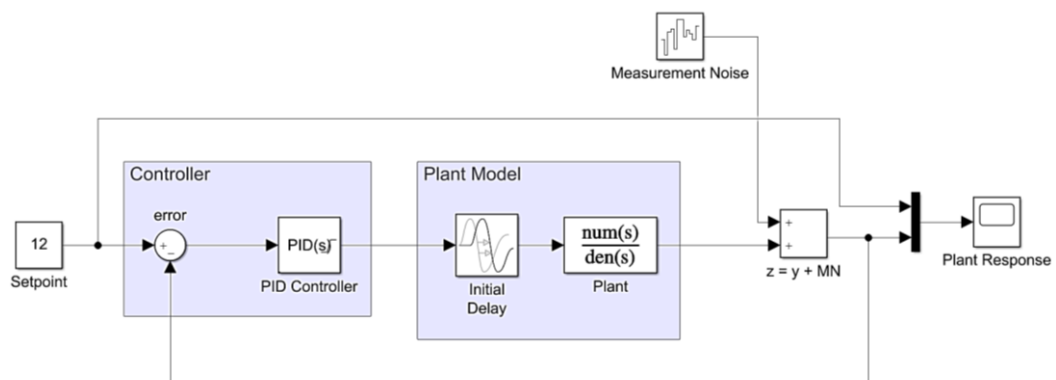 Measurement Noise
Controller
Plant Model
error
+
−
12
Setpoint
PID(s)
PID Controller
Initial
Delay
num(s)
den(s)
Plant
+
+
z = y + MN
Plant Response